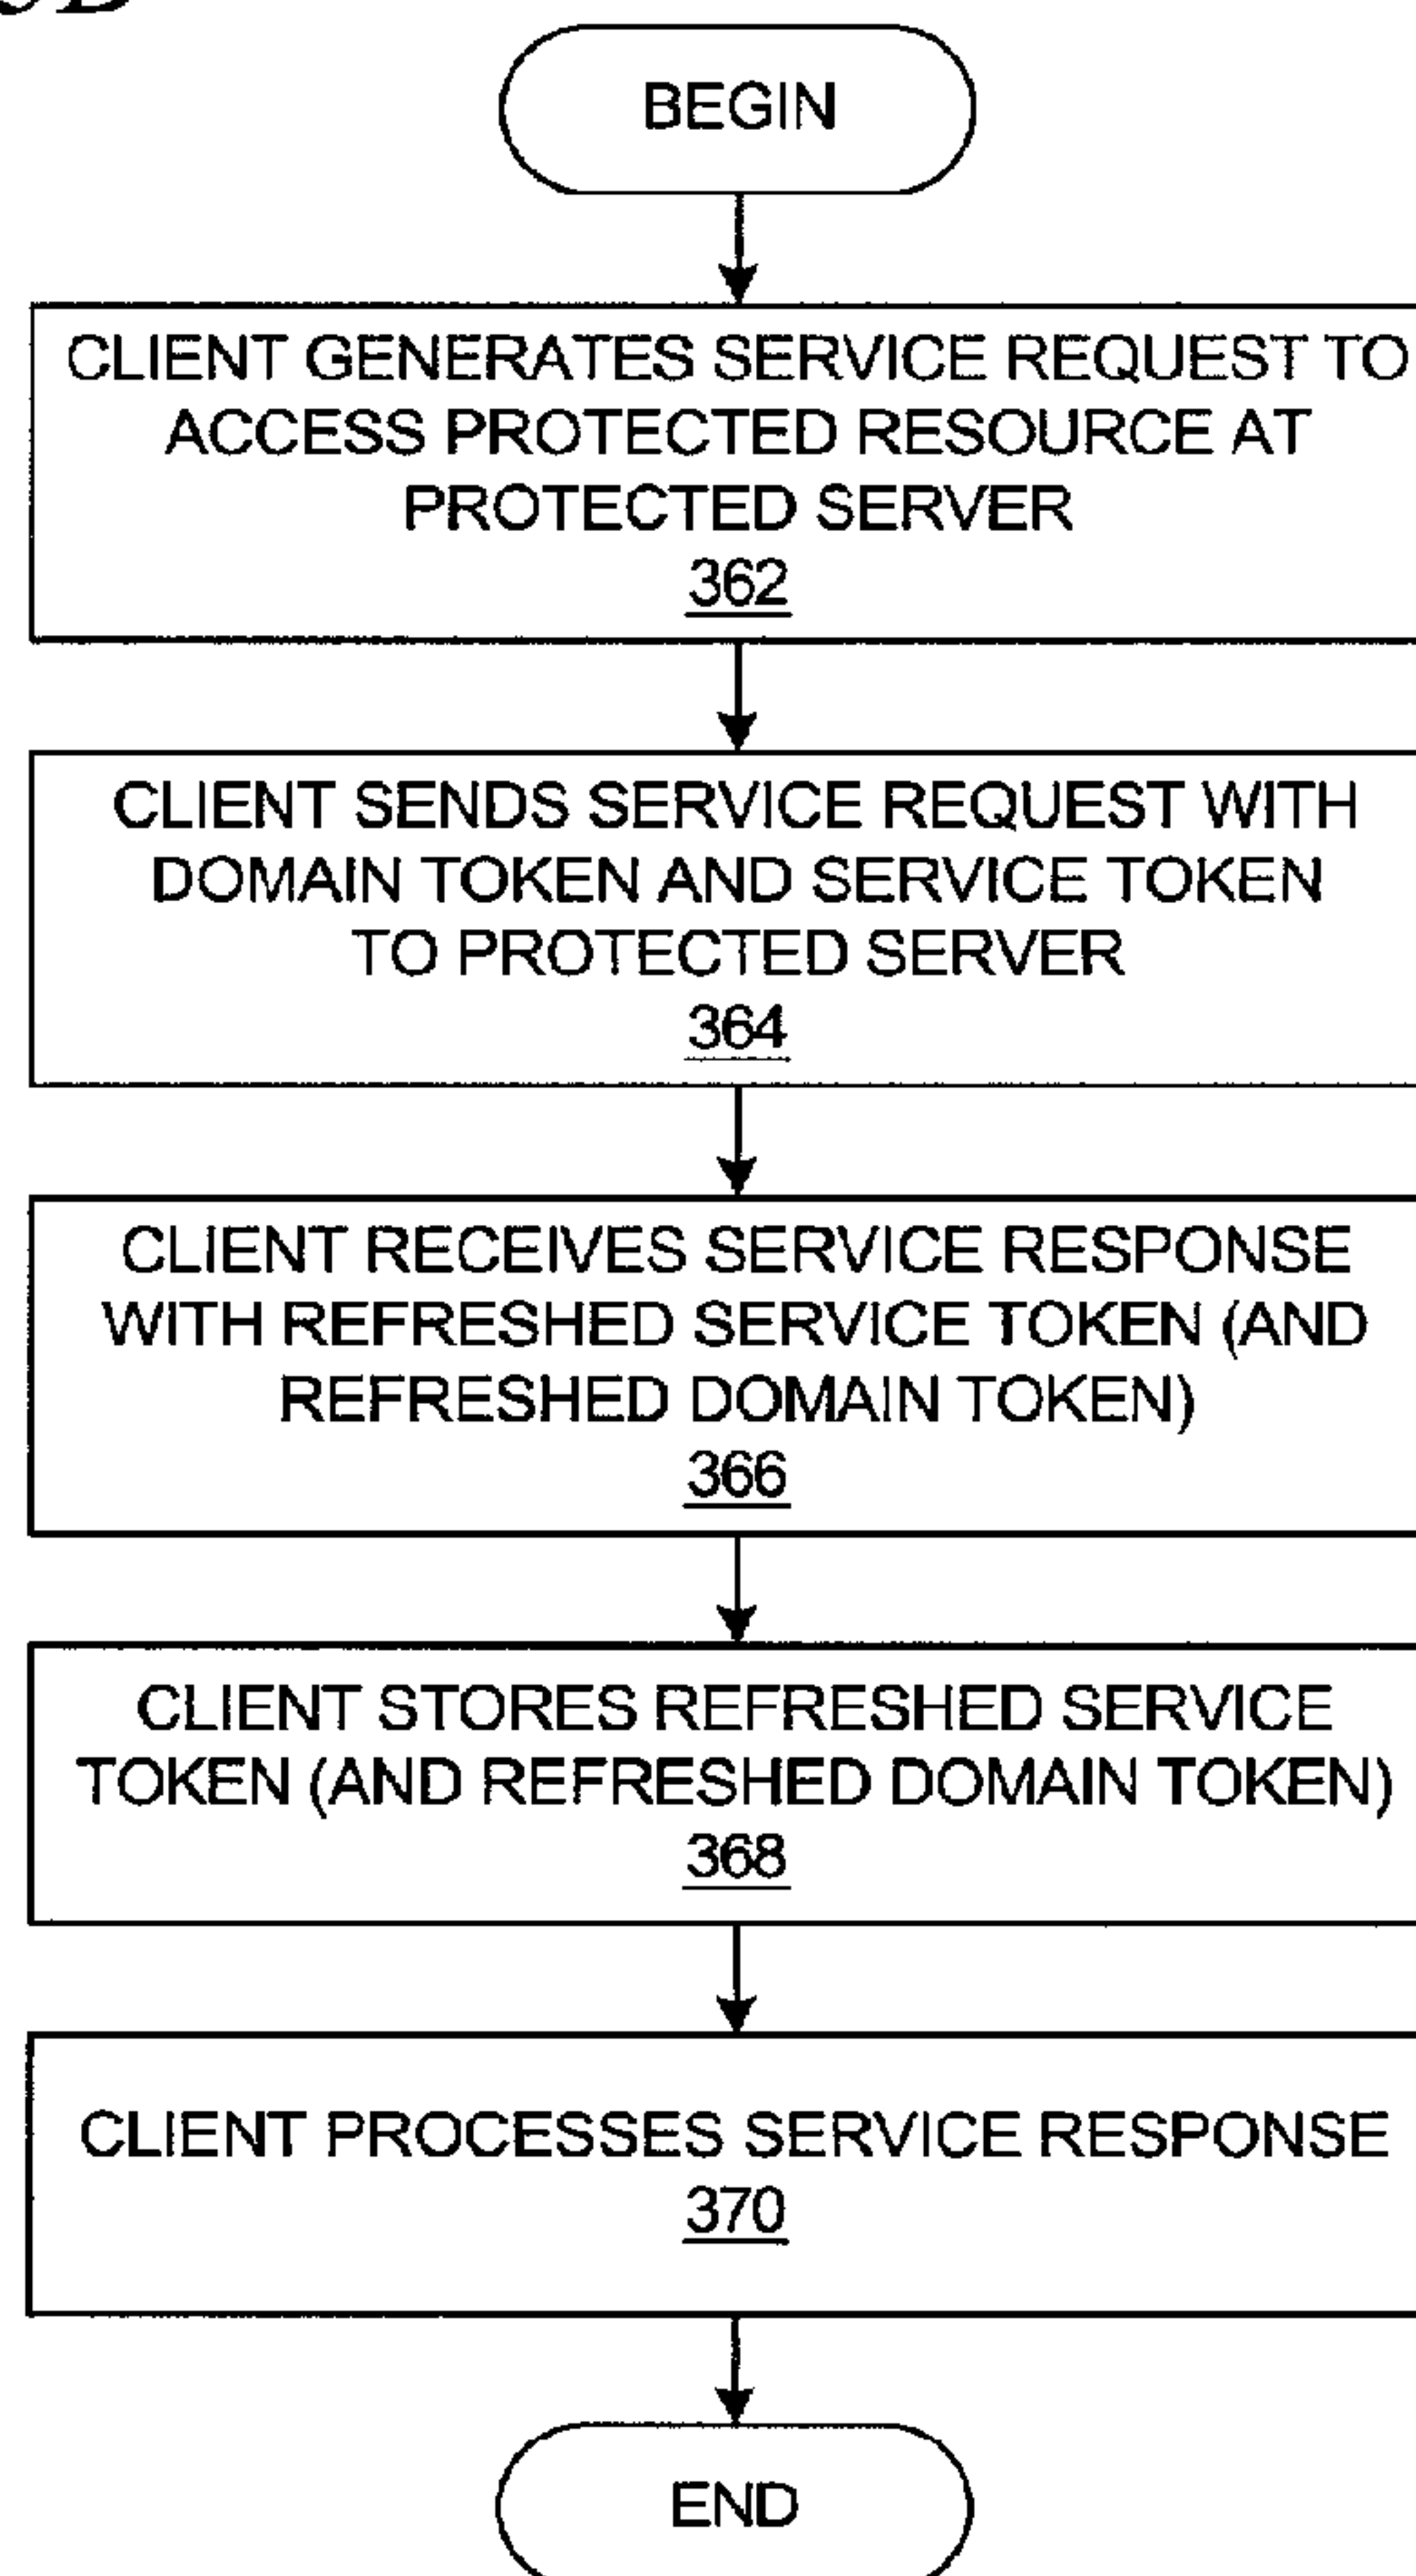 BEGIN
CLIENT GENERATES SERVICE REQUEST TO
ACCESS PROTECTED RESOURCE AT
PROTECTED SERVER
362
CLIENT SENDS SERVICE REQUEST WITH
DOMAIN TOKEN AND SERVICE TOKEN
TO PROTECTED SERVER
364
CLIENT RECEIVES SERVICE RESPONSE
WITH REFRESHED SERVICE TOKEN (AND
REFRESHED DOMAIN TOKEN)
366
CLIENT STORES REFRESHED SERVICE
TOKEN (AND REFRESHED DOMAIN TOKEN)
368
CLIENT PROCESSES SERVICE RESPONSE
370
END